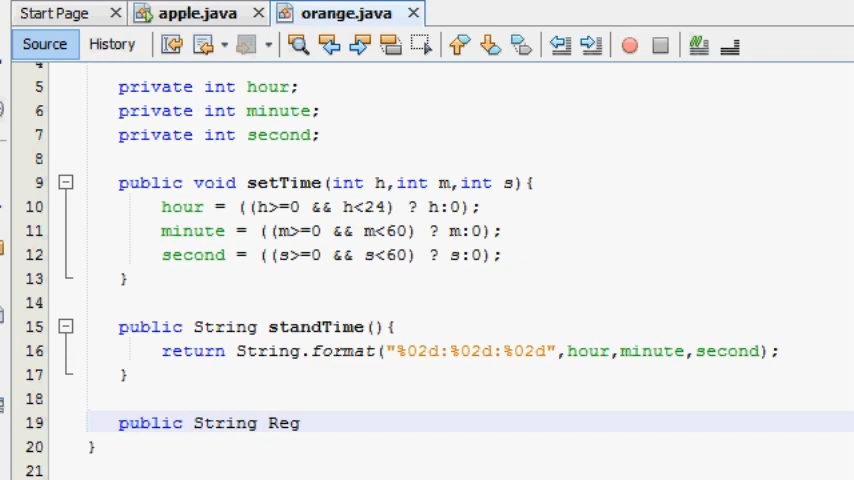 Start Page apple.java orange.java
Source History
5 private int hour;
6 private int minute;
7 private int second;
8
9 public void setTime(int h,int m,int s){
10 hour = ((h>=0 && h<24) ? h:0);
11 minute = ((m>=0 && m<60) ? m:0);
12 second = ((s>=0 && s<60) ? s:0);
13 }
14
15 public String standTime(){
16 return String.format("%02d:%02d:%02d",hour,minute,second);
17 }
18
19 public String Reg
20 }
21